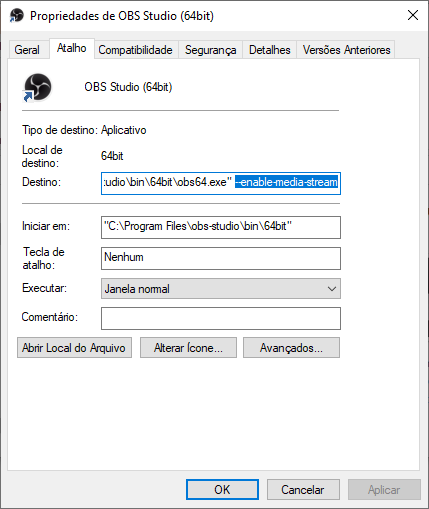 Propriedades de OBS Studio (64bit)
Geral Atalho Compatibilidade Segurança Detalhes Versões Anteriores
OBS Studio (64bit)
Tipo de destino: Aplicativo
Local de destino: 64bit
Destino: :udio\bin\64bit\obs64.exe" --enable-media-stream
Iniciar em: "C:\Program Files\obs-studio\bin\64bit"
Tecla de atalho: Nenhum
Executar: Janela normal
Comentário:
Abrir Local do Arquivo Alterar Ícone... Avançados...
OK Cancelar Aplicar